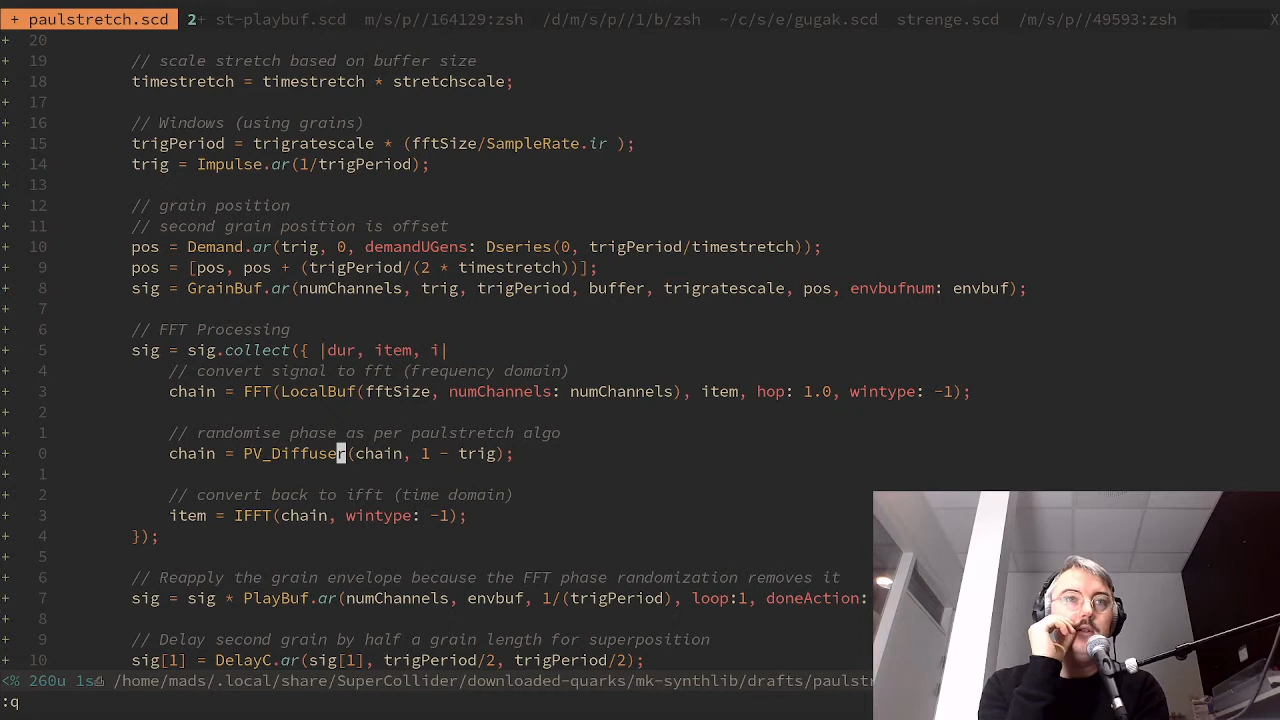 + paulstretch.scd 2+ st-playbuf.scd m/s/p//164129:zsh /d/m/s/p//1/b/zsh ~/c/s/e/gugak.scd strenge.scd /m/s/p//49593:zsh X
+ 20
+ 19 // scale stretch based on buffer size
+ 18 timestretch = timestretch * stretchscale;
+ 17
+ 16 // Windows (using grains)
+ 15 trigPeriod = trigratescale * (fftSize/SampleRate.ir );
+ 14 trig = Impulse.ar(1/trigPeriod);
+ 13
+ 12 // grain position
+ 11 // second grain position is offset
+ 10 pos = Demand.ar(trig, 0, demandUGens: Dseries(0, trigPeriod/timestretch));
+ 9 pos = [pos, pos + (trigPeriod/(2 * timestretch))];
+ 8 sig = GrainBuf.ar(numChannels, trig, trigPeriod, buffer, trigratescale, pos, envbufnum: envbuf);
+ 7
+ 6 // FFT Processing
+ 5 sig = sig.collect({ |dur, item, i|
+ 4 // convert signal to fft (frequency domain)
+ 3 chain = FFT(LocalBuf(fftSize, numChannels: numChannels), item, hop: 1.0, wintype: -1);
+ 2
+ 1 // randomise phase as per paulstretch algo
+ 0 chain = PV_Diffuser(chain, 1 - trig);
+ 1
+ 2 // convert back to ifft (time domain)
+ 3 item = IFFT(chain, wintype: -1);
+ 4 });
+ 5
+ 6 // Reapply the grain envelope because the FFT phase randomization removes it
+ 7 sig = sig * PlayBuf.ar(numChannels, envbuf, 1/(trigPeriod), loop:1, doneAction:
+ 8
+ 9 // Delay second grain by half a grain length for superposition
+ 10 sig[1] = DelayC.ar(sig[1], trigPeriod/2, trigPeriod/2);
<% 260u 1s /home/mads/.local/share/SuperCollider/downloaded-quarks/mk-synthlib/drafts/paulstr
:q